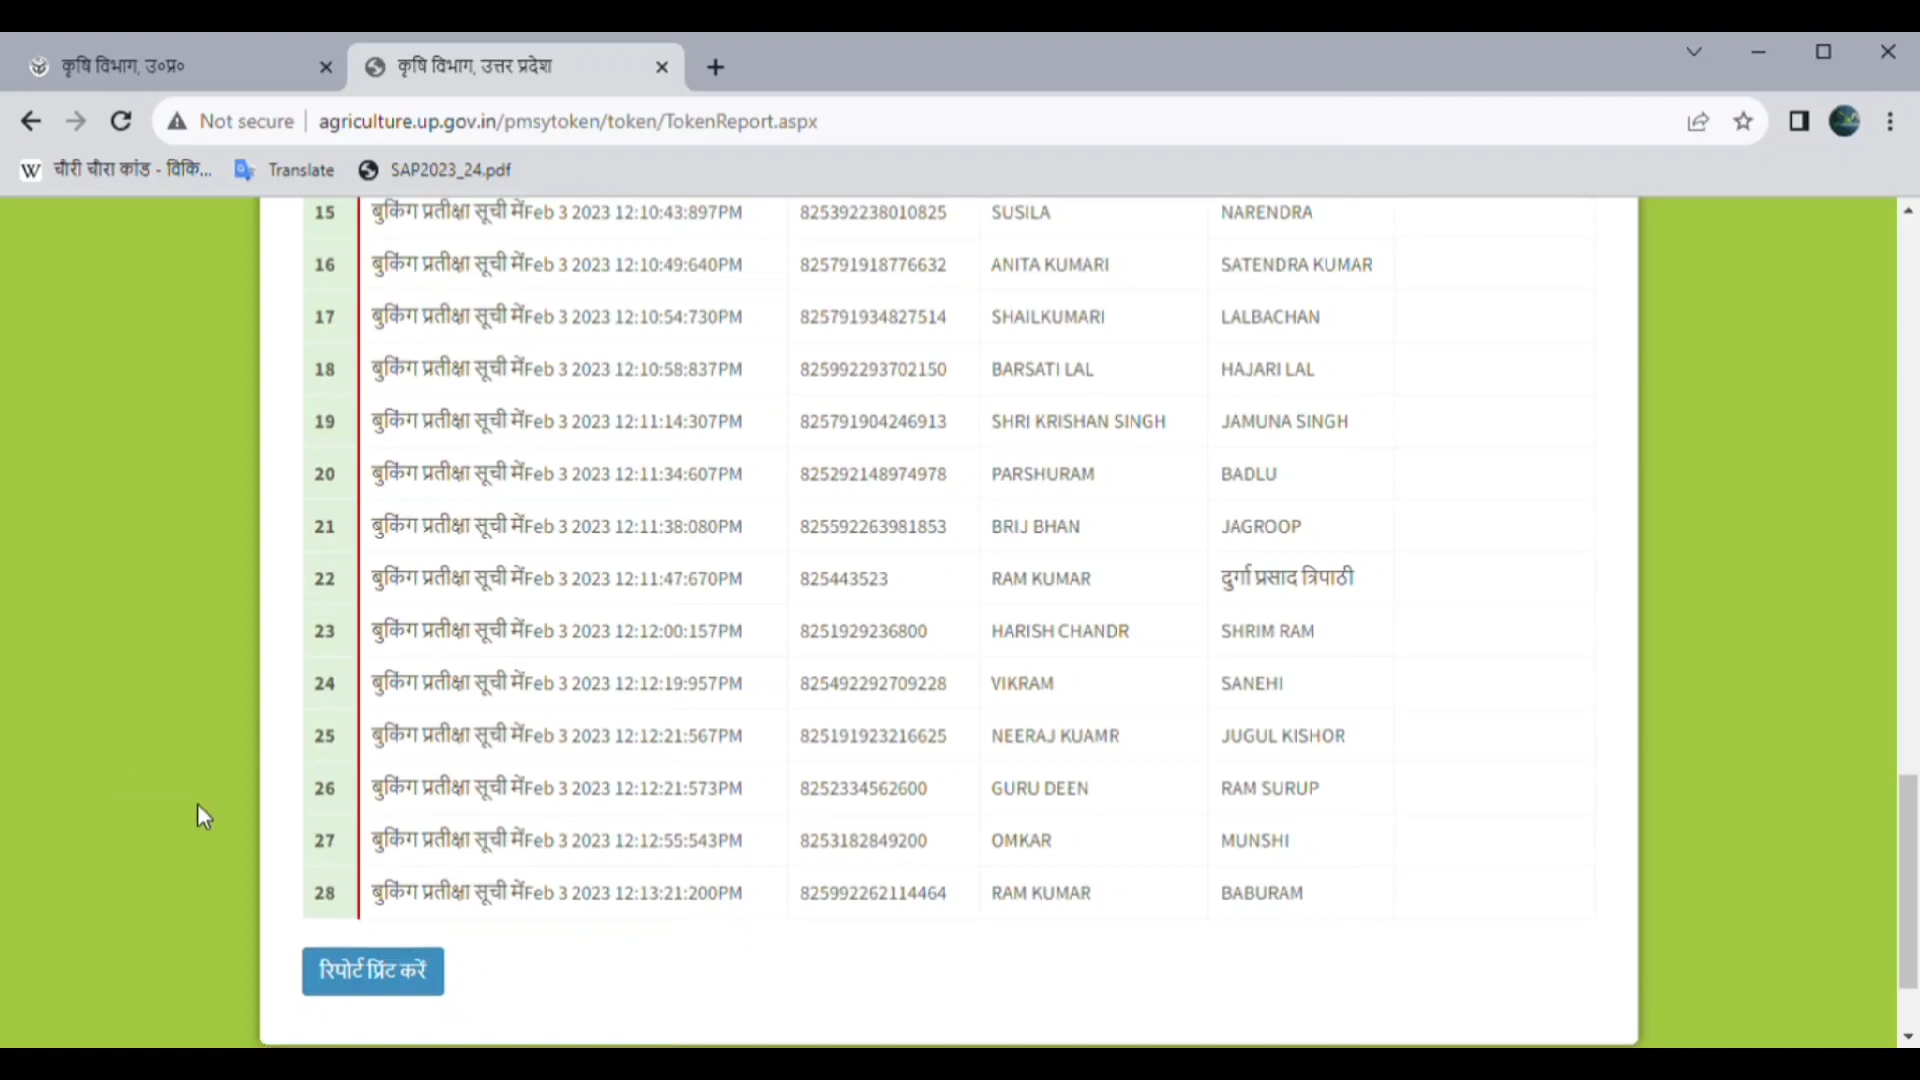 कृषि विभाग, उ०प्र०
कृषि विभाग, उत्तर प्रदेश
Not secure
agriculture.up.gov.in/pmsytoken/token/TokenReport.aspx
W चौरी चौरा कांड - विकि...
Translate
SAP2023_24.pdf
15 बुकिंग प्रतीक्षा सूची मेंFeb 3 2023 12:10:43:897PM 825392238010825 SUSILA NARENDRA
16 बुकिंग प्रतीक्षा सूची मेंFeb 3 2023 12:10:49:640PM 825791918776632 ANITA KUMARI SATENDRA KUMAR
17 बुकिंग प्रतीक्षा सूची मेंFeb 3 2023 12:10:54:730PM 825791934827514 SHAILKUMARI LALBACHAN
18 बुकिंग प्रतीक्षा सूची मेंFeb 3 2023 12:10:58:837PM 825992293702150 BARSATI LAL HAJARI LAL
19 बुकिंग प्रतीक्षा सूची मेंFeb 3 2023 12:11:14:307PM 825791904246913 SHRI KRISHAN SINGH JAMUNA SINGH
20 बुकिंग प्रतीक्षा सूची मेंFeb 3 2023 12:11:34:607PM 825292148974978 PARSHURAM BADLU
21 बुकिंग प्रतीक्षा सूची मेंFeb 3 2023 12:11:38:080PM 825592263981853 BRIJ BHAN JAGROOP
22 बुकिंग प्रतीक्षा सूची मेंFeb 3 2023 12:11:47:670PM 825443523 RAM KUMAR दुर्गा प्रसाद त्रिपाठी
23 बुकिंग प्रतीक्षा सूची मेंFeb 3 2023 12:12:00:157PM 8251929236800 HARISH CHANDR SHRIM RAM
24 बुकिंग प्रतीक्षा सूची मेंFeb 3 2023 12:12:19:957PM 825492292709228 VIKRAM SANEHI
25 बुकिंग प्रतीक्षा सूची मेंFeb 3 2023 12:12:21:567PM 825191923216625 NEERAJ KUAMR JUGUL KISHOR
26 बुकिंग प्रतीक्षा सूची मेंFeb 3 2023 12:12:21:573PM 8252334562600 GURU DEEN RAM SURUP
27 बुकिंग प्रतीक्षा सूची मेंFeb 3 2023 12:12:55:543PM 8253182849200 OMKAR MUNSHI
28 बुकिंग प्रतीक्षा सूची मेंFeb 3 2023 12:13:21:200PM 825992262114464 RAM KUMAR BABURAM
रिपोर्ट प्रिंट करें